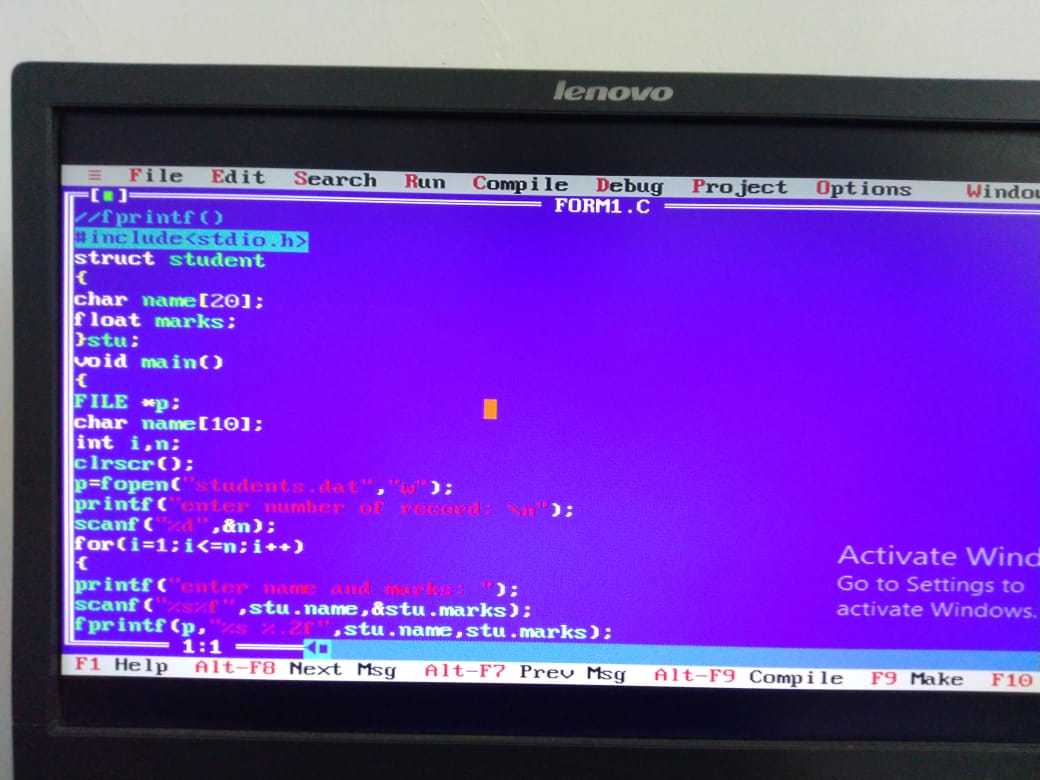 lenovo
≡ File Edit Search Run Compile Debug Project Options Window
[■] FORM1.C
//fprintf()
#include<stdio.h>
struct student
{
char name[20];
float marks;
}stu;
void main()
{
FILE *p;
char name[10];
int i,n;
clrscr();
p=fopen("students.dat","w");
printf("enter number of record: \n");
scanf("%d",&n);
for(i=1;i<=n;i++)
{
printf("enter name and marks: ");
scanf("%s%f",stu.name,&stu.marks);
fprintf(p,"%s %.2f",stu.name,stu.marks);
Activate Wind
Go to Settings to
activate Windows.
1:1
F1 Help Alt-F8 Next Msg Alt-F7 Prev Msg Alt-F9 Compile F9 Make F10